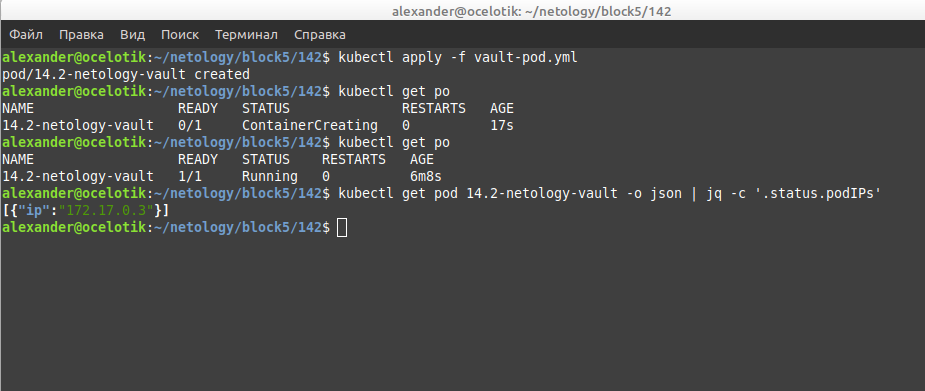 alexander@ocelotik: ~/netology/block5/142
Файл Правка Вид Поиск Терминал Справка
alexander@ocelotik:~/netology/block5/142$ kubectl apply -f vault-pod.yml
pod/14.2-netology-vault created
alexander@ocelotik:~/netology/block5/142$ kubectl get po
NAME READY STATUS RESTARTS AGE
14.2-netology-vault 0/1 ContainerCreating 0 17s
alexander@ocelotik:~/netology/block5/142$ kubectl get po
NAME READY STATUS RESTARTS AGE
14.2-netology-vault 1/1 Running 0 6m8s
alexander@ocelotik:~/netology/block5/142$ kubectl get pod 14.2-netology-vault -o json | jq -c '.status.podIPs'
[{"ip":"172.17.0.3"}]
alexander@ocelotik:~/netology/block5/142$